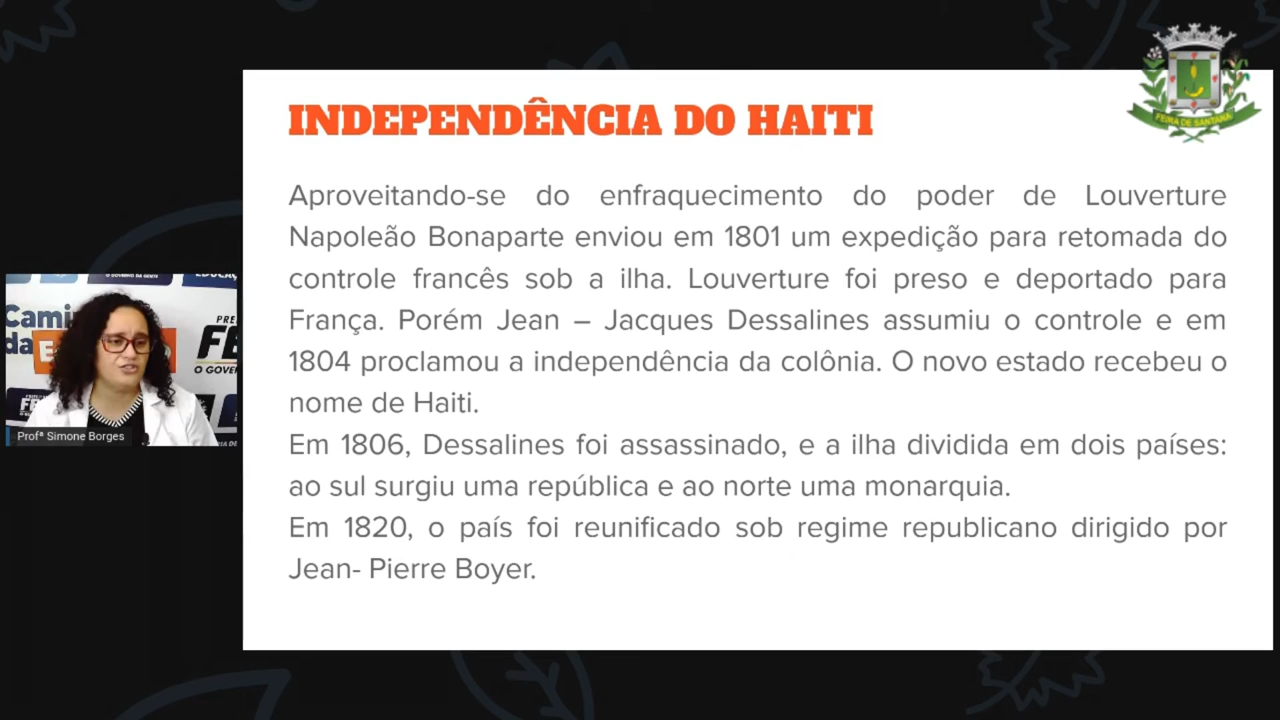 INDEPENDÊNCIA DO HAITI
Aproveitando-se do enfraquecimento do poder de Louverture
Napoleão Bonaparte enviou em 1801 um expedição para retomada do
controle francês sob a ilha. Louverture foi preso e deportado para
França. Porém Jean – Jacques Dessalines assumiu o controle e em
1804 proclamou a independência da colônia. O novo estado recebeu o
nome de Haiti.
Em 1806, Dessalines foi assassinado, e a ilha dividida em dois países:
ao sul surgiu uma república e ao norte uma monarquia.
Em 1820, o país foi reunificado sob regime republicano dirigido por
Jean- Pierre Boyer.
FEIRA DE SANTANA
Profª Simone Borges